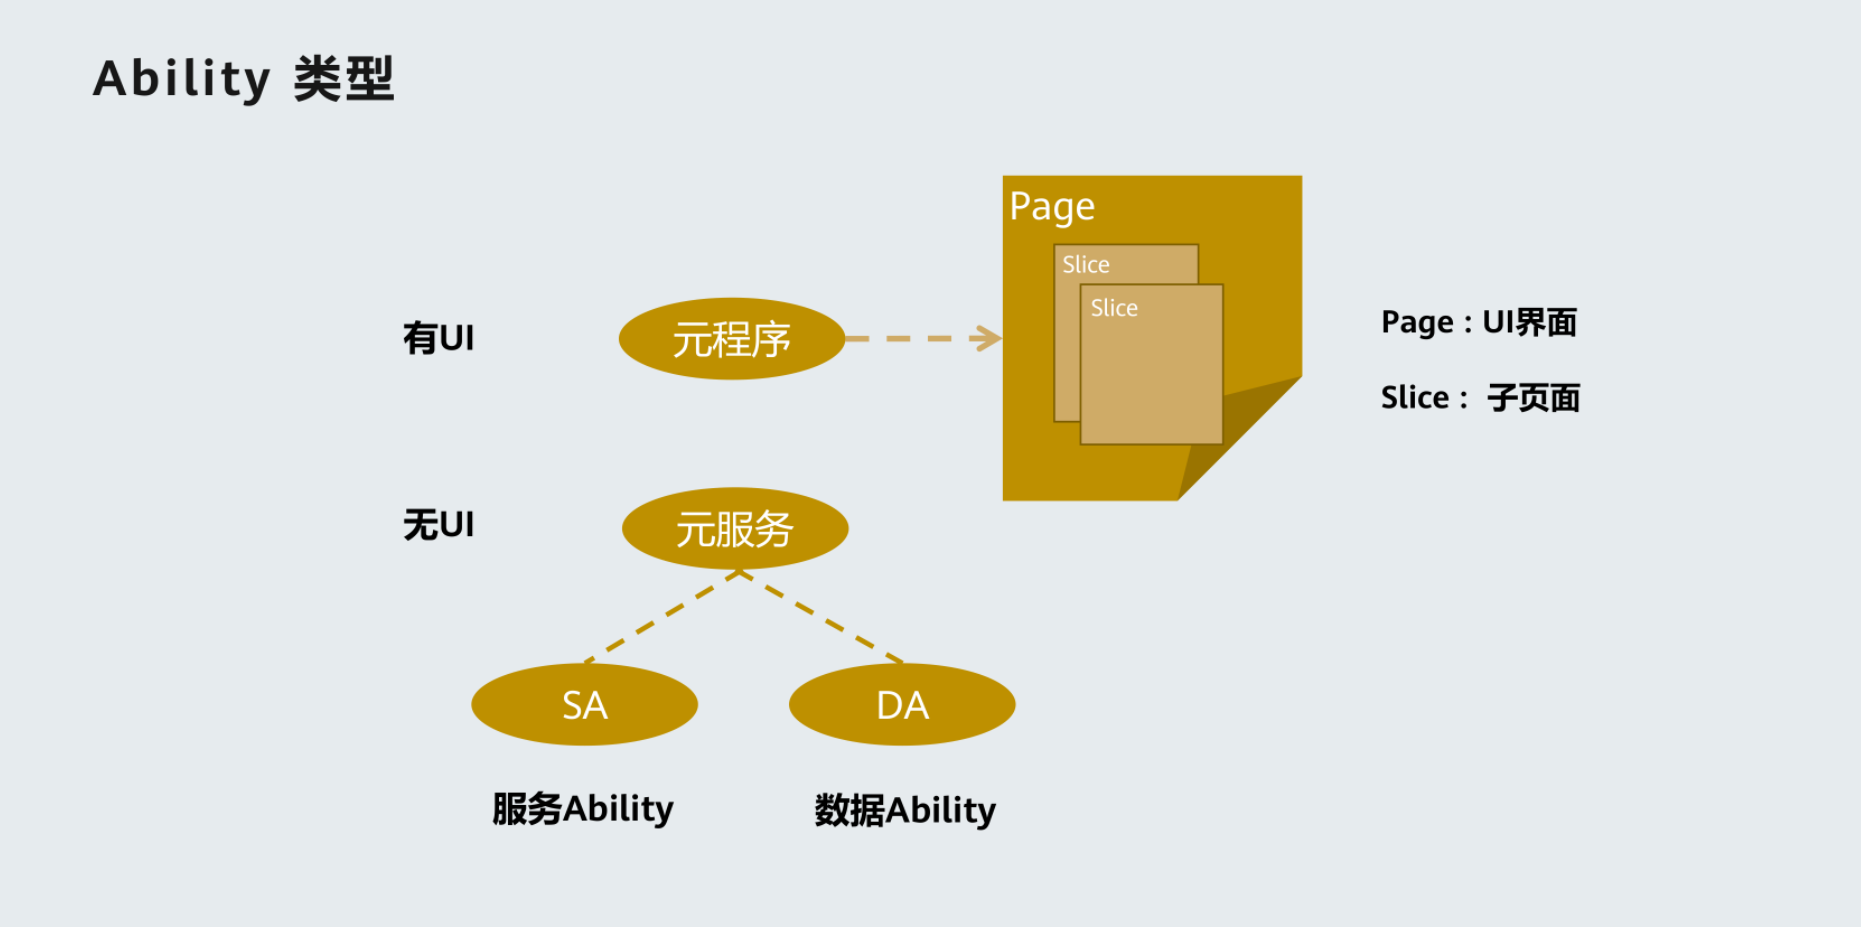 Ability 类型
Page
Slice
Slice
有UI
元程序
Page : UI界面
Slice : 子页面
无UI
元服务
SA
DA
服务Ability
数据Ability